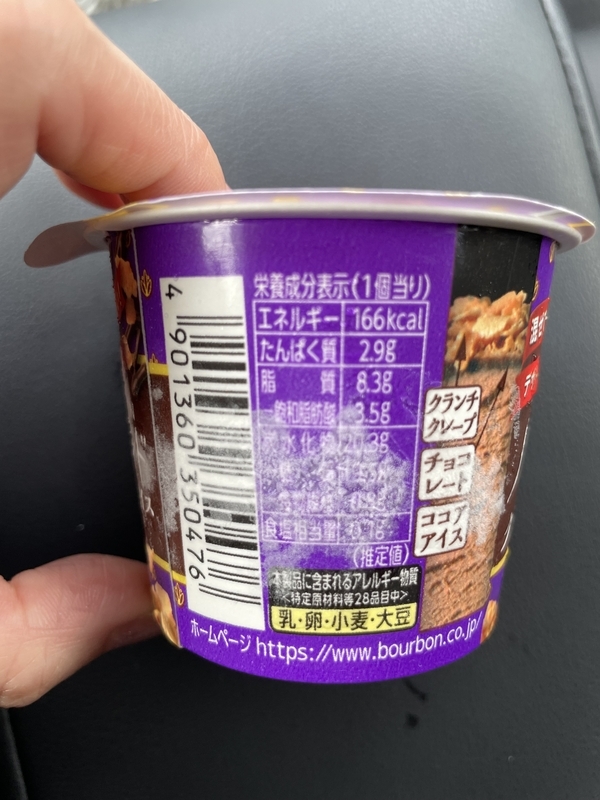 栄養成分表示(1個当り)
エネルギー 166kcal
たんぱく質 2.9g
脂質 8.3g
飽和脂肪酸 3.5g
食塩相当量
(推定値)
本製品に含まれるアレルギー物質
<特定原材料等28品目中>
乳・卵・小麦・大豆
ホームページ https://www.bourbon.co.jp/
4 901360 350476
クランチ
クレープ
チョコ
レート
ココア
アイス